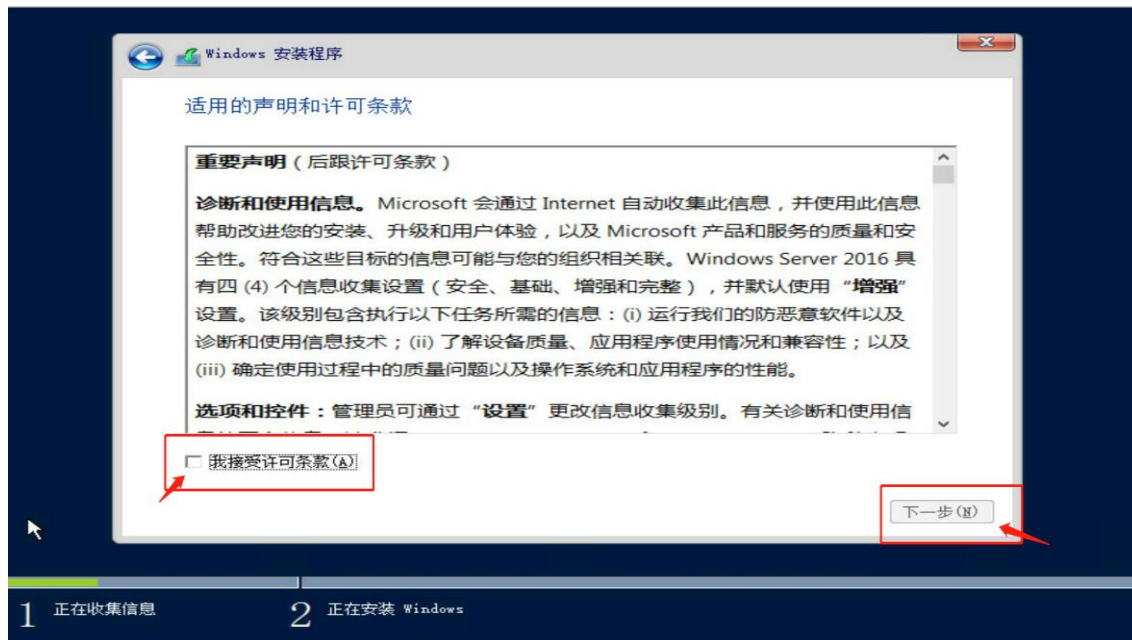 Windows 安装程序
适用的声明和许可条款
重要声明(后跟许可条款)
诊断和使用信息。Microsoft 会通过 Internet 自动收集此信息,并使用此信息
帮助改进您的安装、升级和用户体验,以及 Microsoft 产品和服务的质量和安
全性。符合这些目标的信息可能与您的组织相关联。Windows Server 2016 具
有四 (4) 个信息收集设置(安全、基础、增强和完整),并默认使用“增强”
设置。该级别包含执行以下任务所需的信息:(i) 运行我们的防恶意软件以及
诊断和使用信息技术;(ii) 了解设备质量、应用程序使用情况和兼容性;以及
(iii) 确定使用过程中的质量问题以及操作系统和应用程序的性能。
选项和控件:管理员可通过“设置”更改信息收集级别。有关诊断和使用信
我接受许可条款(A)
下一步(N)
1 正在收集信息
2 正在安装 Windows